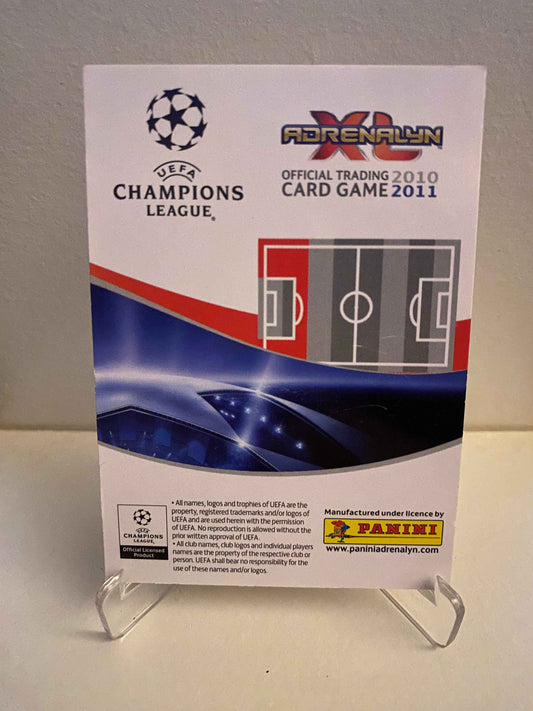 UEFA
CHAMPIONS
LEAGUE®
ADRENALYN
XL
OFFICIAL TRADING 2010
CARD GAME 2011
UEFA
CHAMPIONS
LEAGUE®
Official Licensed
Product
• All names, logos and trophies of UEFA are the
property, registered trademarks and/or logos of
UEFA and are used herein with the permission
of UEFA. No reproduction is allowed without the
prior written approval of UEFA.
• All club names, club logos and individual players
names are the property of the respective club or
person. UEFA shall bear no responsibility for the
use of these names and/or logos.
Manufactured under licence by
PANINI
www.paniniadrenalyn.com